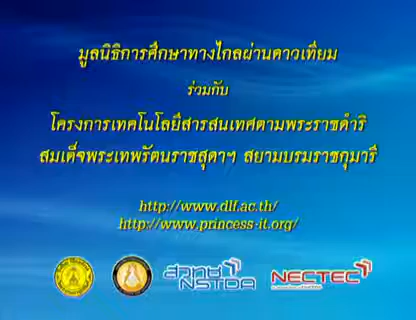 มูลนิธิการศึกษาทางไกลผ่านดาวเทียม
ร่วมกับ
โครงการเทคโนโลยีสารสนเทศตามพระราชดำริ
สมเด็จพระเทพรัตนราชสุดาฯ สยามบรมราชกุมารี
http://www.dlf.ac.th/
http://www.princess-it.org/
สวทช
NSTDA
NECTEC